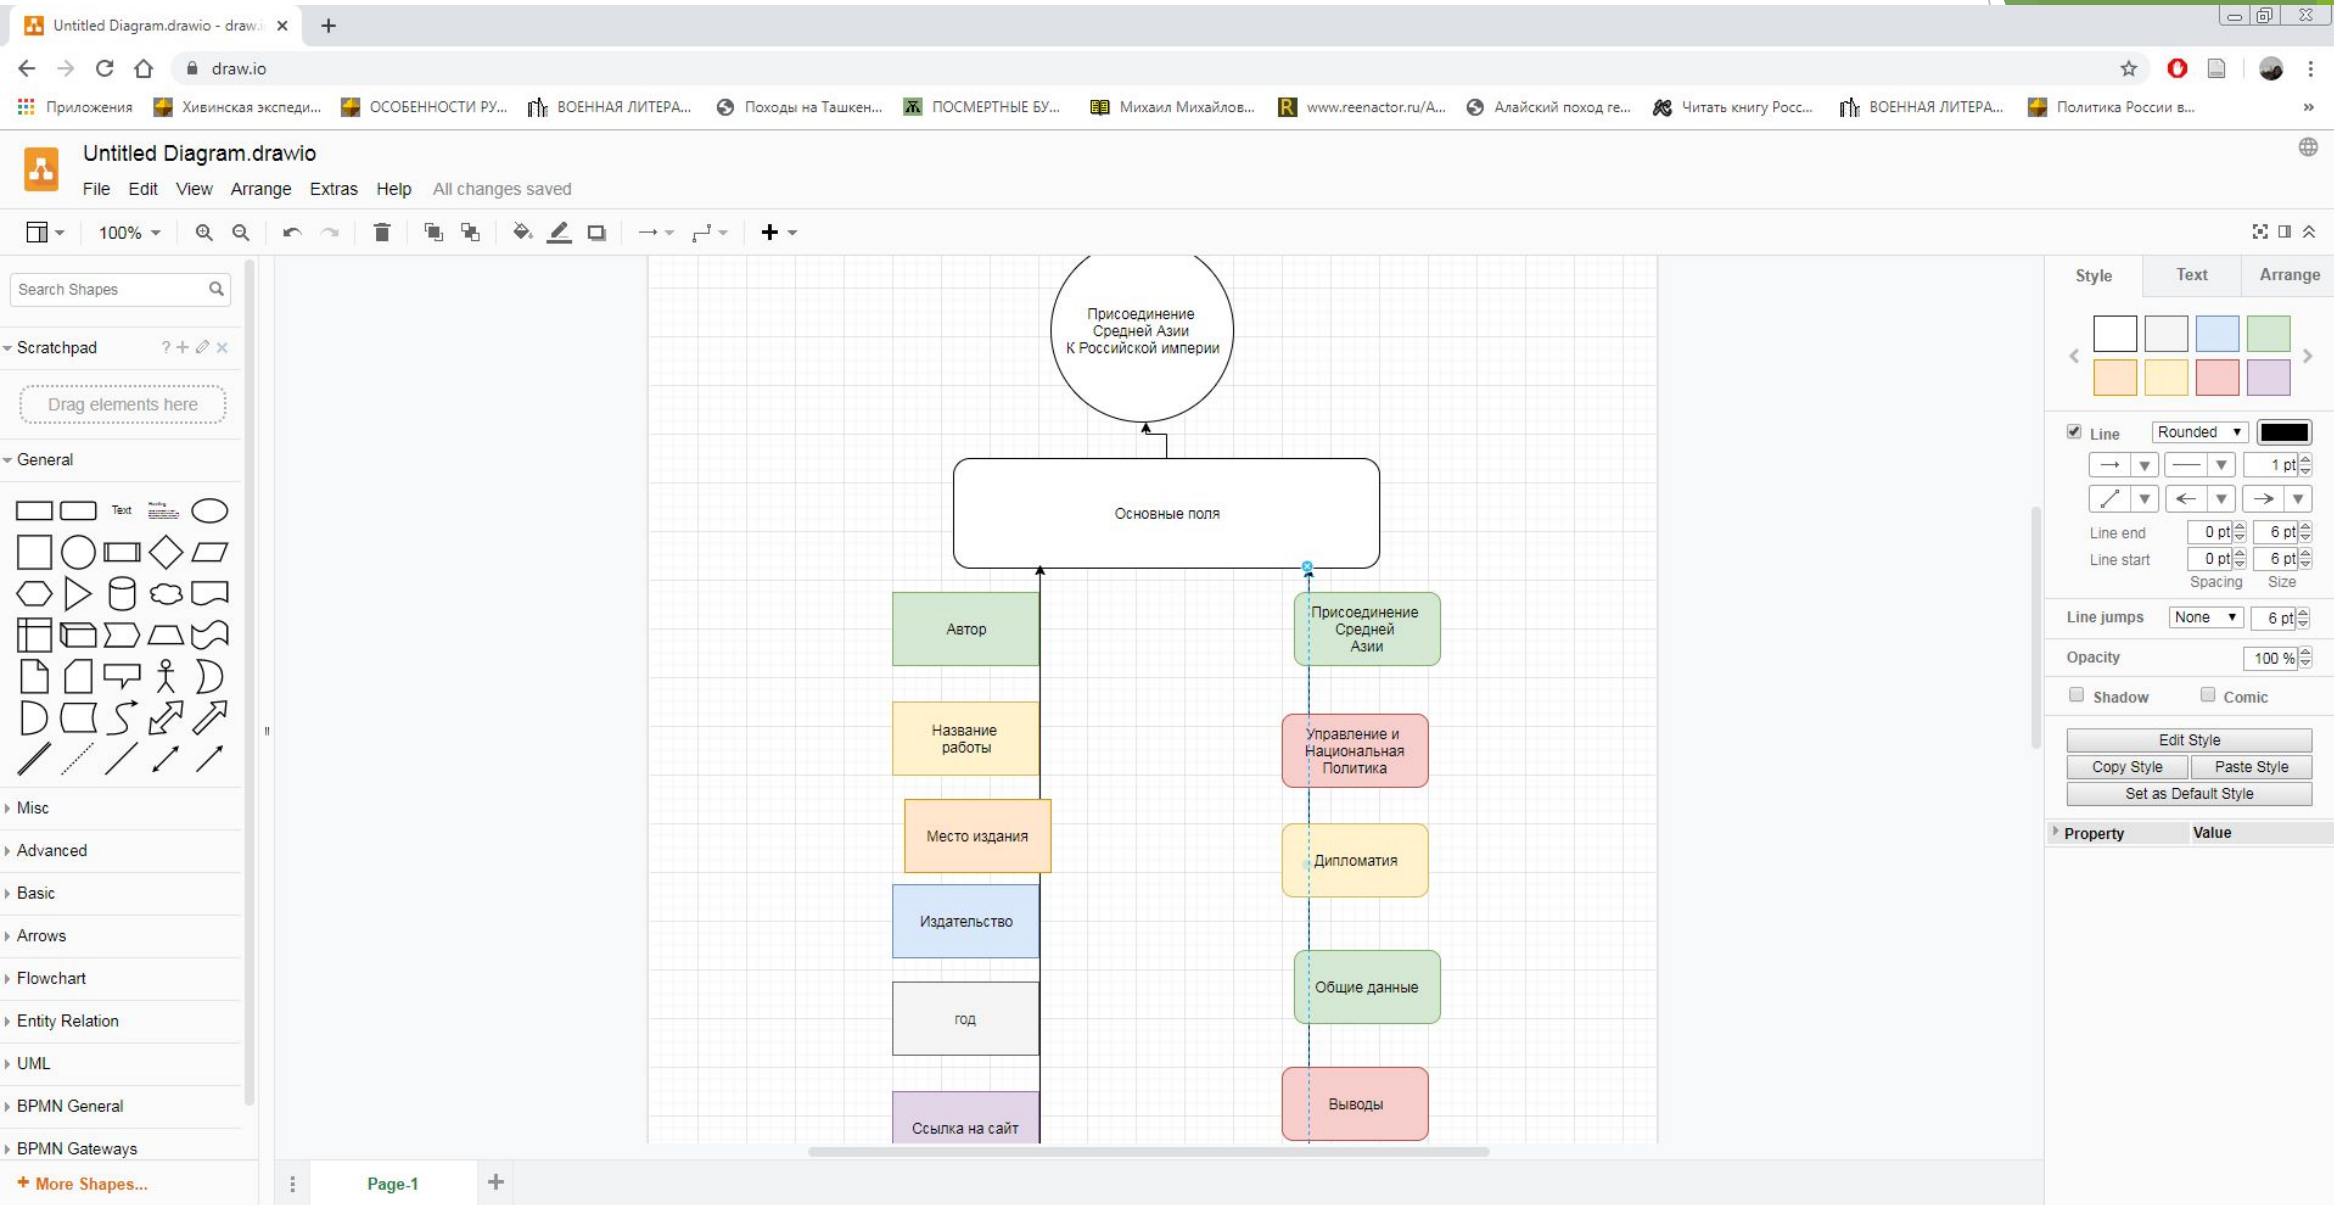 Untitled Diagram.drawio - draw.i
draw.io
Приложения
Хивинская экспеди...
ОСОБЕННОСТИ РУ...
ВОЕННАЯ ЛИТЕРА...
Походы на Ташкен...
ПОСМЕРТНЫЕ БУ...
Михаил Михайлов...
www.reenactor.ru/A...
Алайский поход ге...
Читать книгу Росс...
ВОЕННАЯ ЛИТЕРА...
Политика России в...
»
Untitled Diagram.drawio
File Edit View Arrange Extras Help All changes saved
100%
Search Shapes
Scratchpad
?
Drag elements here
General
Text
Misc
Advanced
Basic
Arrows
Flowchart
Entity Relation
UML
BPMN General
BPMN Gateways
+ More Shapes...
Присоединение
Средней Азии
К Российской империи
Основные поля
Автор
Название
работы
Место издания
Издательство
год
Ссылка на сайт
Присоединение
Средней
Азии
Управление и
Национальная
Политика
Дипломатия
Общие данные
Выводы
Page-1
Style Text Arrange
Line Rounded
1 pt
Line end 0 pt 6 pt
Line start 0 pt 6 pt
Spacing Size
Line jumps None 6 pt
Opacity 100 %
Shadow Comic
Edit Style
Copy Style Paste Style
Set as Default Style
Property Value